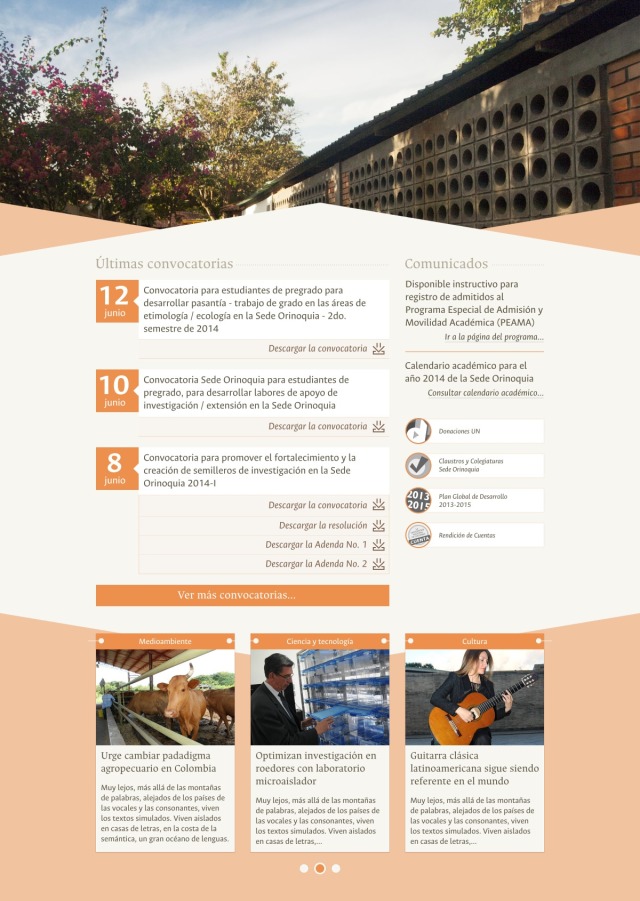 Últimas convocatorias
12
junio
Convocatoria para estudiantes de pregrado para
desarrollar pasantía - trabajo de grado en las áreas de
etimología / ecología en la Sede Orinoquia - 2do.
semestre de 2014
Descargar la convocatoria
10
junio
Convocatoria Sede Orinoquia para estudiantes de
pregrado, para desarrollar labores de apoyo de
investigación / extensión en la Sede Orinoquia
Descargar la convocatoria
8
junio
Convocatoria para promover el fortalecimiento y la
creación de semilleros de investigación en la Sede
Orinoquia 2014-I
Descargar la convocatoria
Descargar la resolución
Descargar la Adenda No. 1
Descargar la Adenda No. 2
Ver más convocatorias...
Comunicados
Disponible instructivo para
registro de admitidos al
Programa Especial de Admisión y
Movilidad Académica (PEAMA)
Ir a la página del programa...
Calendario académico para el
año 2014 de la Sede Orinoquia
Consultar calendario académico...
Donaciones UN
Claustros y Colegiaturas
Sede Orinoquia
2013
2015
Plan Global de Desarrollo
2013-2015
CUENTA
Rendición de Cuentas
Medioambiente
Urge cambiar padadigma
agropecuario en Colombia
Muy lejos, más allá de las montañas
de palabras, alejados de los países de
las vocales y las consonantes, viven
los textos simulados. Viven aislados
en casas de letras, en la costa de la
semántica, un gran océano de lenguas.
Ciencia y tecnología
Optimizan investigación en
roedores con laboratorio
microaislador
Muy lejos, más allá de las montañas
de palabras, alejados de los países de
las vocales y las consonantes, viven
los textos simulados. Viven aislados
en casas de letras,...
Cultura
Guitarra clásica
latinoamericana sigue siendo
referente en el mundo
Muy lejos, más allá de las montañas
de palabras, alejados de los países de
las vocales y las consonantes, viven
los textos simulados. Viven aislados
en casas de letras,...